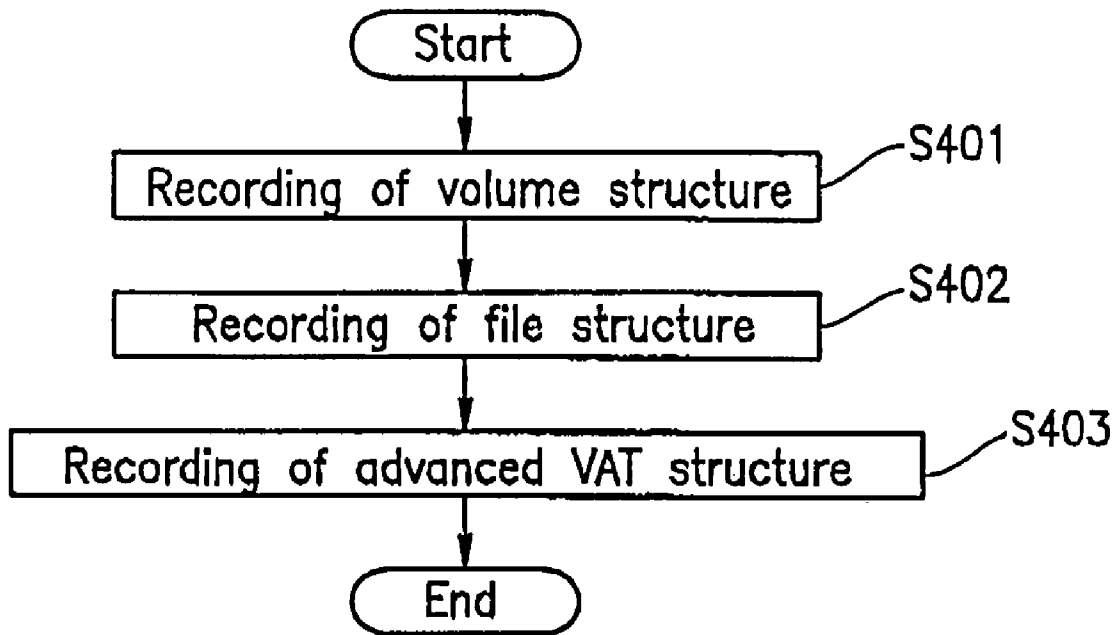 Start
S401
Recording of volume structure
S402
Recording of file structure
S403
Recording of advanced VAT structure
End